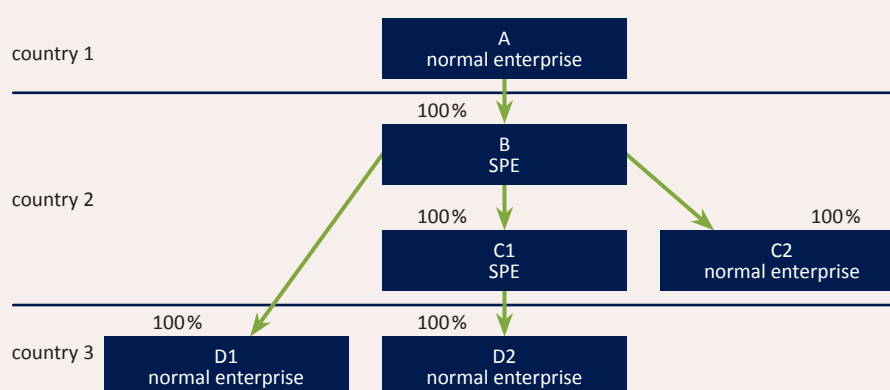 country 1
A
normal enterprise
100%
B
SPE
country 2
100%
100%
C1
SPE
C2
normal enterprise
100%
100%
country 3
D1
normal enterprise
D2
normal enterprise